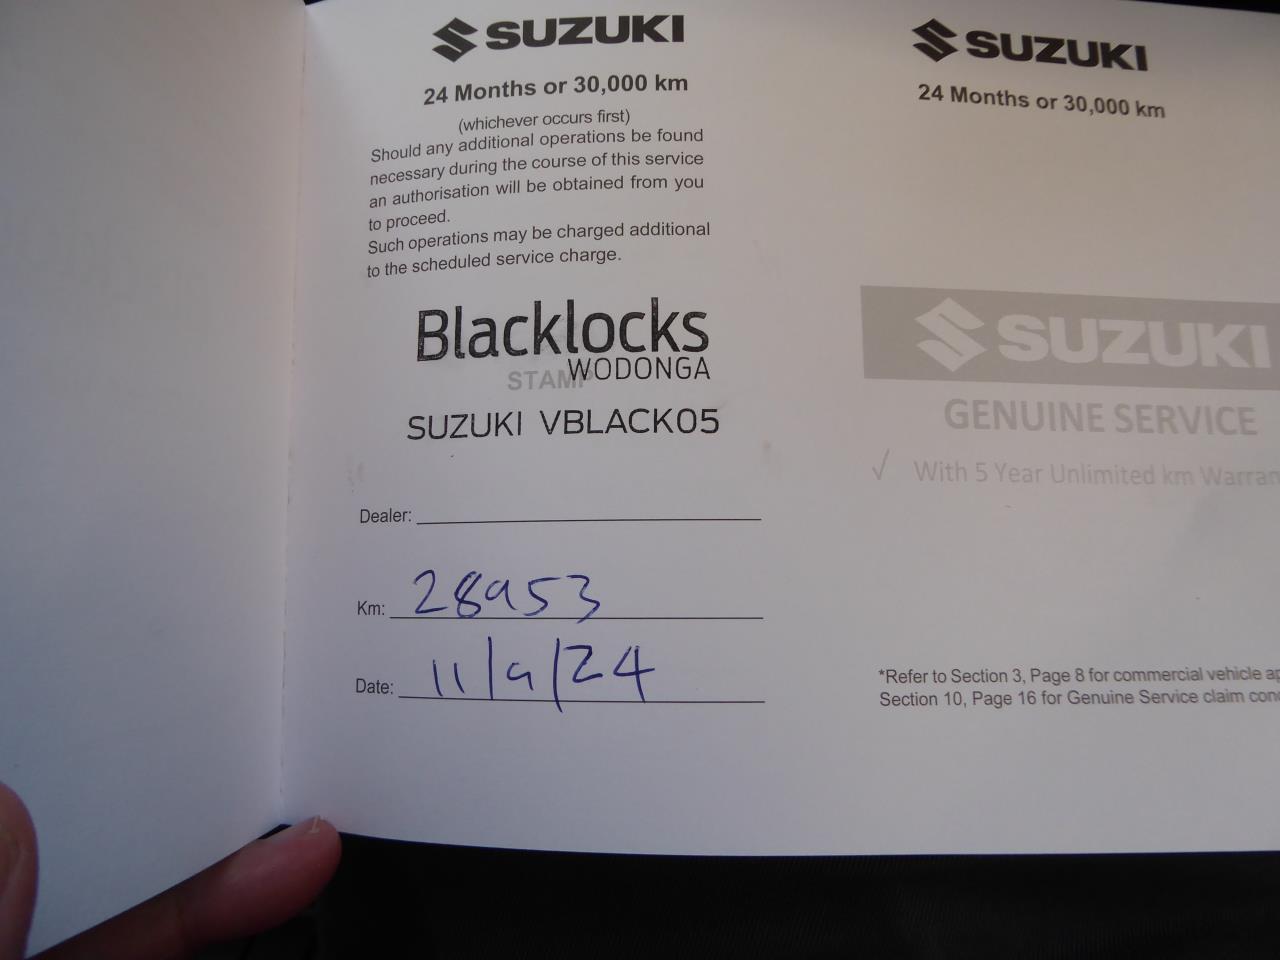 SUZUKI
24 Months or 30,000 km
(whichever occurs first)
Should any additional operations be found
necessary during the course of this service
an authorisation will be obtained from you
to proceed.
Such operations may be charged additional
to the scheduled service charge.
Blacklocks
WODONGA
STAMP
SUZUKI VBLACK05
Dealer:
Km: 28953
Date: 11/9/24
SUZUKI
24 Months or 30,000 km
SUZUKI
GENUINE SERVICE
√ With 5 Year Unlimited km
*Refer to Section 3, Page 8 for commercial vehicle
Section 10, Page 16 for Genuine Service claim